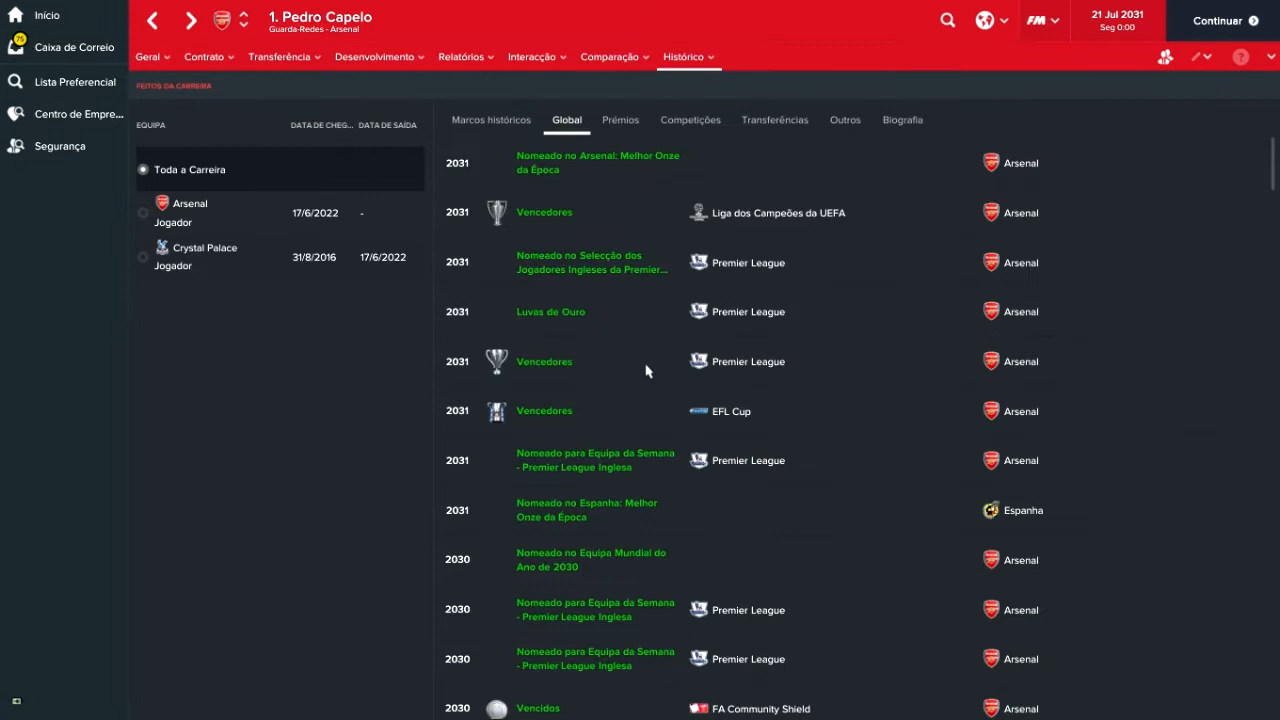 Início
75
Caixa de Correio
Lista Preferencial
Centro de Empre...
Segurança
1. Pedro Capelo
Guarda-Redes - Arsenal
FM
21 Jul 2031
Seg 0:00
Continuar
Geral
Contrato
Transferência
Desenvolvimento
Relatórios
Interacção
Comparação
Histórico
?
FEITOS DA CARREIRA
EQUIPA DATA DE CHEG... DATA DE SAÍDA
Toda a Carreira
Arsenal
Jogador
17/6/2022 -
Crystal Palace
Jogador
31/8/2016 17/6/2022
Marcos históricos Global Prémios Competições Transferências Outros Biografia
2031 Nomeado no Arsenal: Melhor Onze
da Época
Arsenal
2031 Vencedores Liga dos Campeões da UEFA Arsenal
2031 Nomeado no Selecção dos
Jogadores Ingleses da Premier...
Premier League Arsenal
2031 Luvas de Ouro Premier League Arsenal
2031 Vencedores Premier League Arsenal
2031 Vencedores EFL Cup Arsenal
2031 Nomeado para Equipa da Semana
- Premier League Inglesa
Premier League Arsenal
2031 Nomeado no Espanha: Melhor
Onze da Época
Espanha
2030 Nomeado no Equipa Mundial do
Ano de 2030
Arsenal
2030 Nomeado para Equipa da Semana
- Premier League Inglesa
Premier League Arsenal
2030 Nomeado para Equipa da Semana
- Premier League Inglesa
Premier League Arsenal
2030 Vencidos FA Community Shield Arsenal